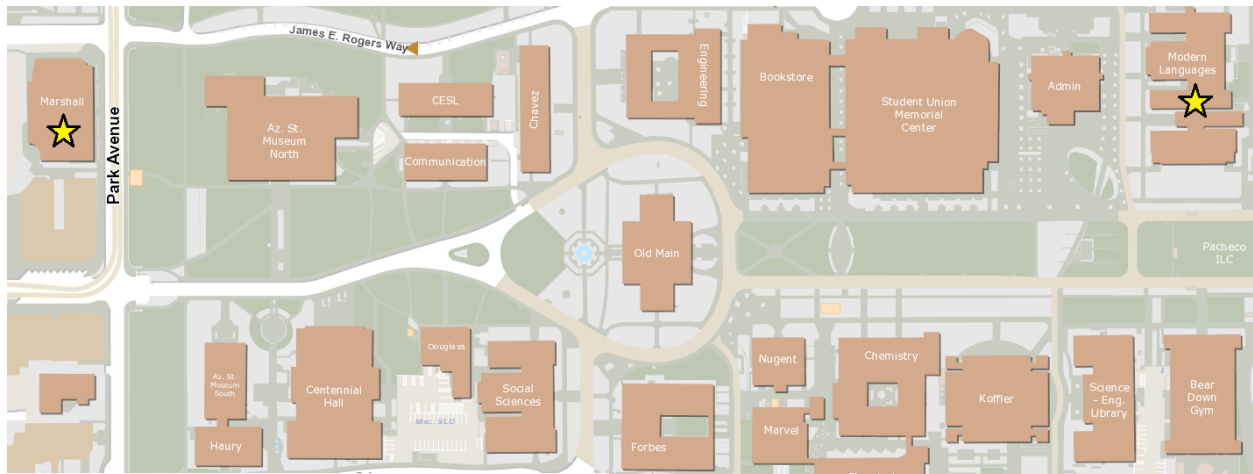 James E. Rogers Way
Marshall
Park Avenue
Az. St.
Museum
North
CESL
Communication
Chavez
Engineering
Bookstore
Student Union
Memorial
Center
Admin
Modern
Languages
Old Main
Pacheco
ILC
Az. St.
Museum
South
Haury
Centennial
Hall
Douglass
Social
Sciences
Forbes
Nugent
Marvel
Chemistry
Koffler
Science
- Eng.
Library
Bear
Down
Gym